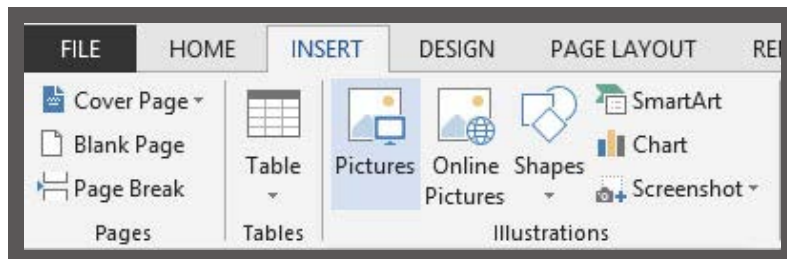 FILE HOME INSERT DESIGN PAGE LAYOUT
Cover Page
Blank Page
Page Break
Pages
Table
Tables
Pictures
Online
Pictures
Shapes
SmartArt
Chart
Screenshot
Illustrations